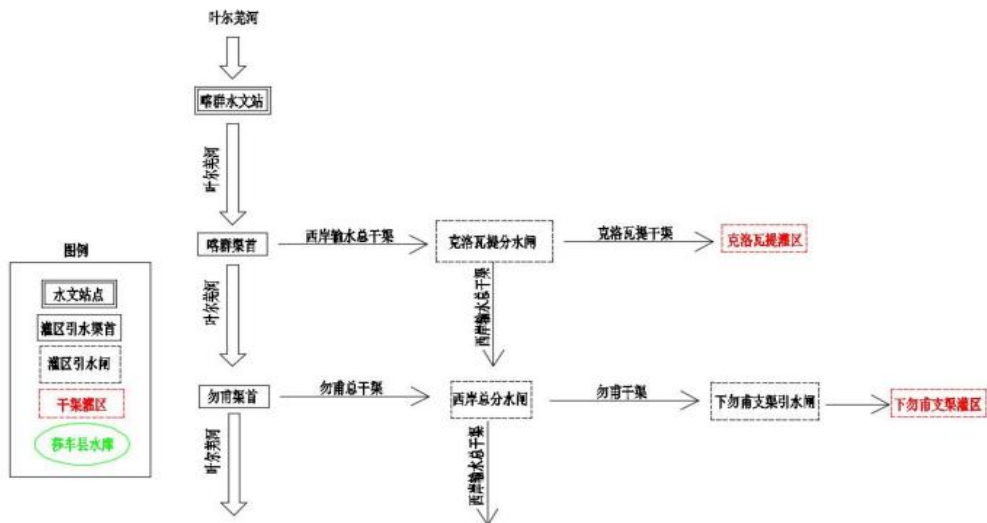 叶尔羌河
喀群水文站
叶尔羌河
喀群渠首
西岸输水总干渠
克洛瓦提分水闸
克洛瓦提干渠
克洛瓦提灌区
图例
水文站点
灌区引水渠首
灌区引水闸
干渠灌区
莎车县水库
叶尔羌河
西岸输水总干渠
勿甫渠首
勿甫总干渠
西岸总分水闸
勿甫干渠
下勿甫支渠引水闸
下勿甫支渠灌区
叶尔羌河
西岸输水总干渠